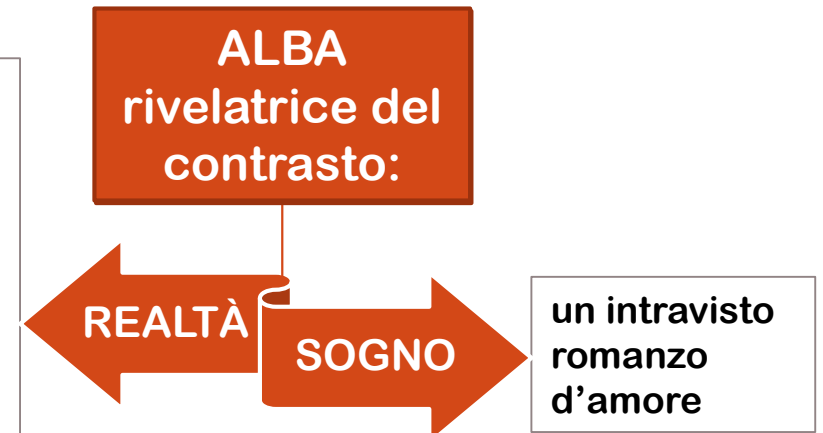 ALBA
rivelatrice del
contrasto:
REALTÀ
SOGNO
un intravisto
romanzo
d’amore